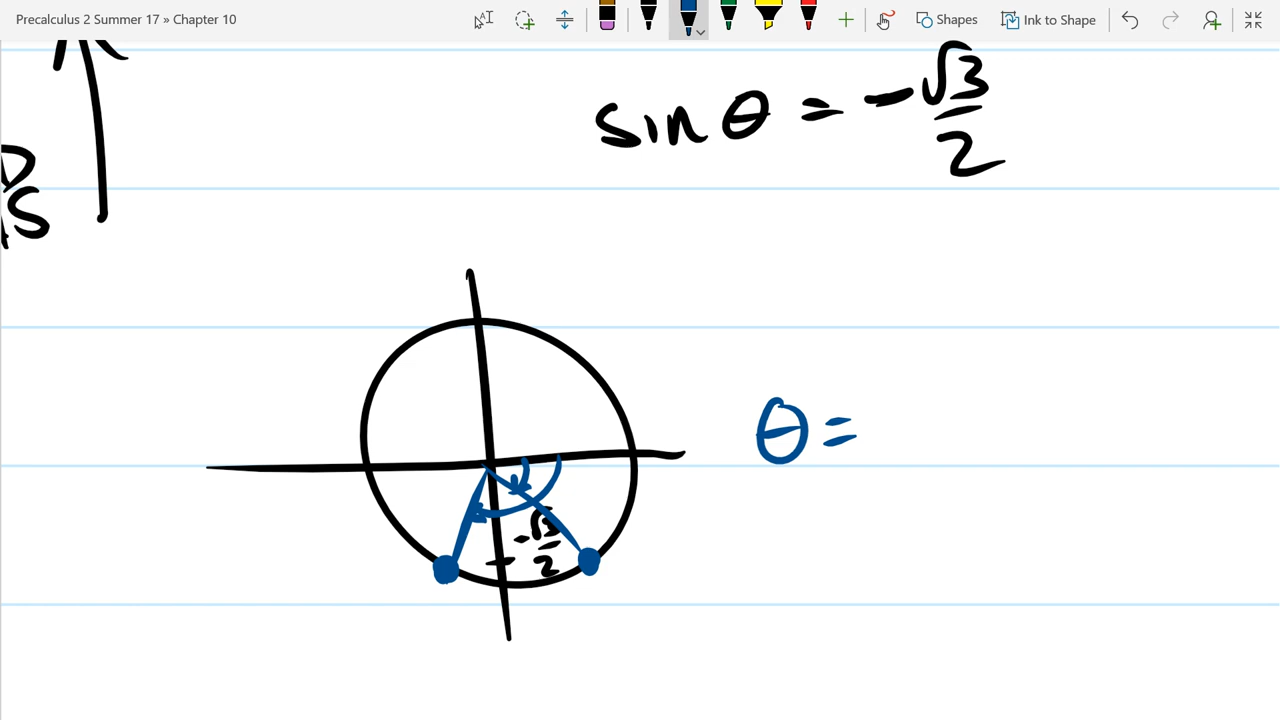 Precalculus 2 Summer 17 » Chapter 10
Shapes
Ink to Shape
sin θ = -√3/2
θ =
-√3/2